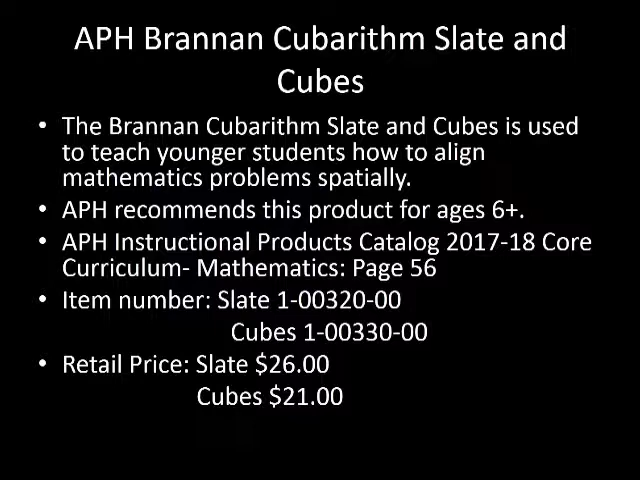 APH Brannan Cubarithm Slate and
Cubes
• The Brannan Cubarithm Slate and Cubes is used
to teach younger students how to align
mathematics problems spatially.
• APH recommends this product for ages 6+.
• APH Instructional Products Catalog 2017-18 Core
Curriculum- Mathematics: Page 56
• Item number: Slate 1-00320-00
Cubes 1-00330-00
• Retail Price: Slate $26.00
Cubes $21.00